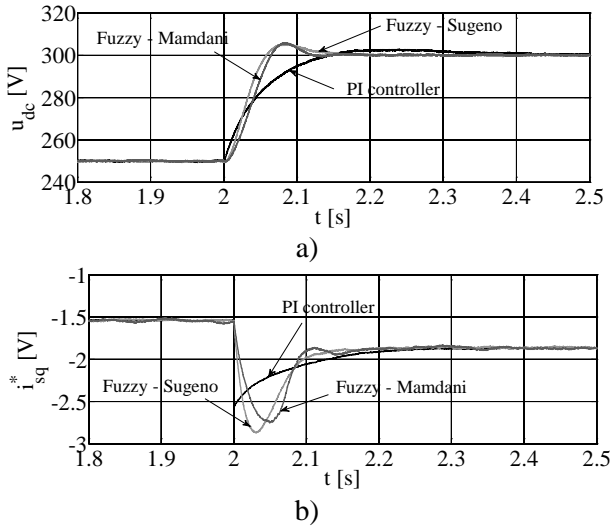 a)
320
300
280
260
240
u_dc [V]
Fuzzy - Mamdani
Fuzzy - Sugeno
PI controller
1.8 1.9 2 2.1 2.2 2.3 2.4 2.5
t [s]
a)
-1
-1.5
-2
-2.5
-3
i*_sq [V]
PI controller
Fuzzy - Sugeno
Fuzzy - Mamdani
1.8 1.9 2 2.1 2.2 2.3 2.4 2.5
t [s]
b)